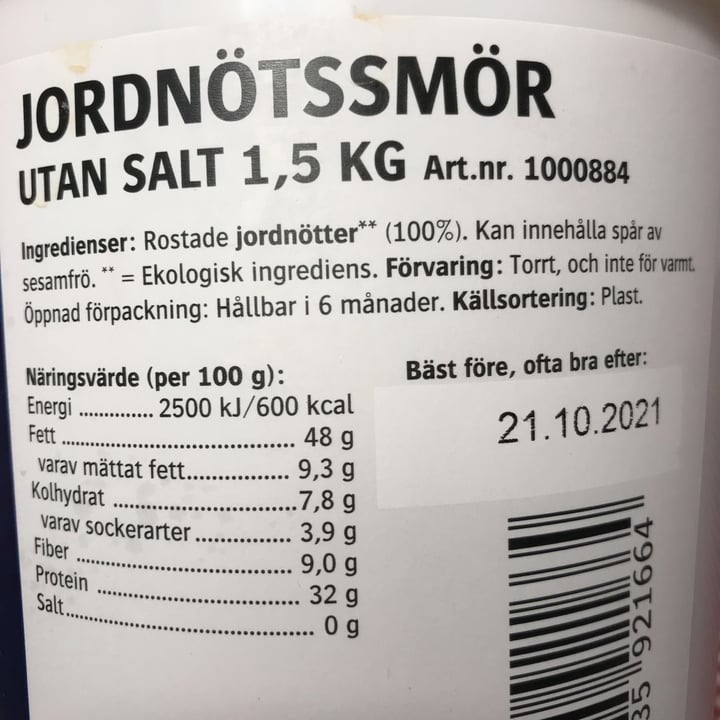 JORDNÖTSSMÖR
UTAN SALT 1,5 KG Art.nr. 1000884
Ingredienser: Rostade jordnötter** (100%). Kan innehålla spår av
sesamfrö. ** = Ekologisk ingrediens. Förvaring: Torrt, och inte för varmt.
Öppnad förpackning: Hållbar i 6 månader. Källsortering: Plast.
Näringsvärde (per 100 g):
Energi .............. 2500 kJ/600 kcal
Fett .............................. 48 g
varav mättat fett.............. 9,3 g
Kolhydrat ........................7,8 g
varav sockerarter .............. 3,9 g
Fiber .............................. 9,0 g
Protein ............................ 32 g
Salt.................................. 0 g
Bäst före, ofta bra efter:
21.10.2021
35 921664